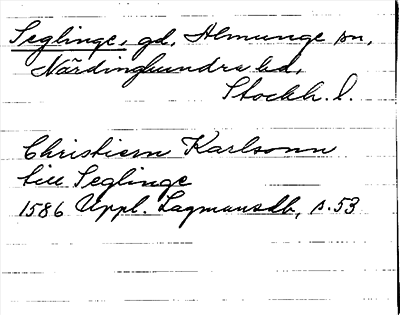 Seglinge, gd, Almunge sn,
Närdinghundra hd,
Stockh. l.
Christiern Karlsonn
till Seglinge
1586 Uppl. Lagmansdb, s. 53